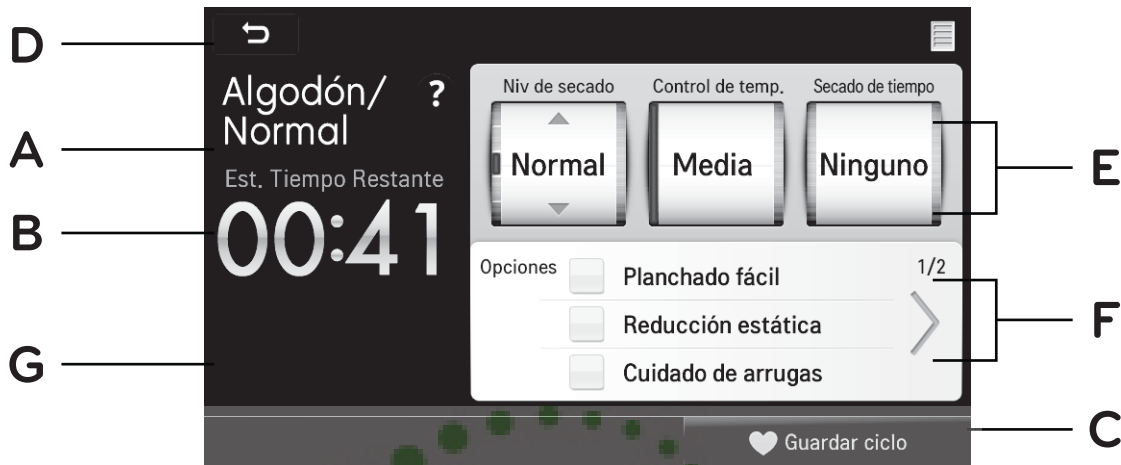 D
A
B
G
Algodón/ ?
Normal
Est. Tiempo Restante
00:41
Niv de secado
Control de temp.
Secado de tiempo
Normal
Media
Ninguno
E
Opciones
1/2
Planchado fácil
Reducción estática
Cuidado de arrugas
F
Guardar ciclo
C